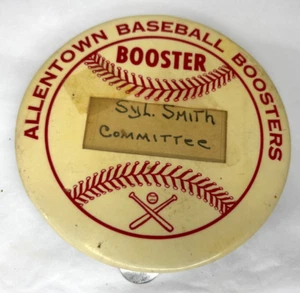 ALLENTOWN BASEBALL BOOSTERS
BOOSTER
SYL. SMITH
COMMITTEE